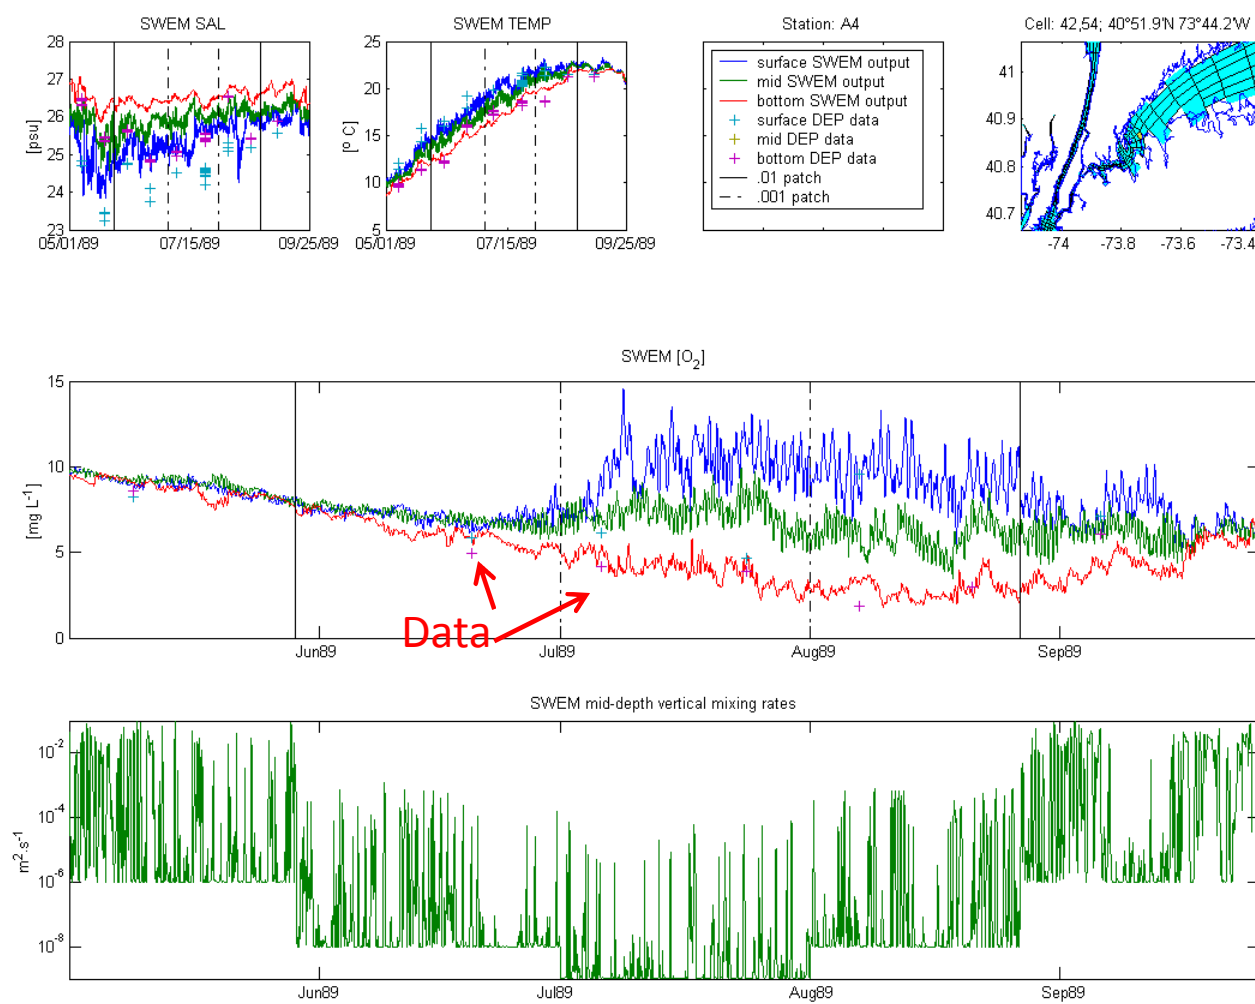 SWEM SAL
SWEM TEMP
Station: A4
Cell: 42,54; 40°51.9'N 73°44.2'W
28
27
26
25
24
23
[psu]
05/01/89
07/15/89
09/25/89
25
20
15
10
5
[º C]
05/01/89
07/15/89
09/25/89
surface SWEM output
mid SWEM output
bottom SWEM output
surface DEP data
mid DEP data
bottom DEP data
.01 patch
.001 patch
41
40.9
40.8
40.7
-74
-73.8
-73.6
-73.4
SWEM [O2]
15
10
5
0
[mg L-1]
Data
Jun89
Jul89
Aug89
Sep89
SWEM mid-depth vertical mixing rates
10-2
10-4
10-6
10-8
m2.s-1
Jun89
Jul89
Aug89
Sep89